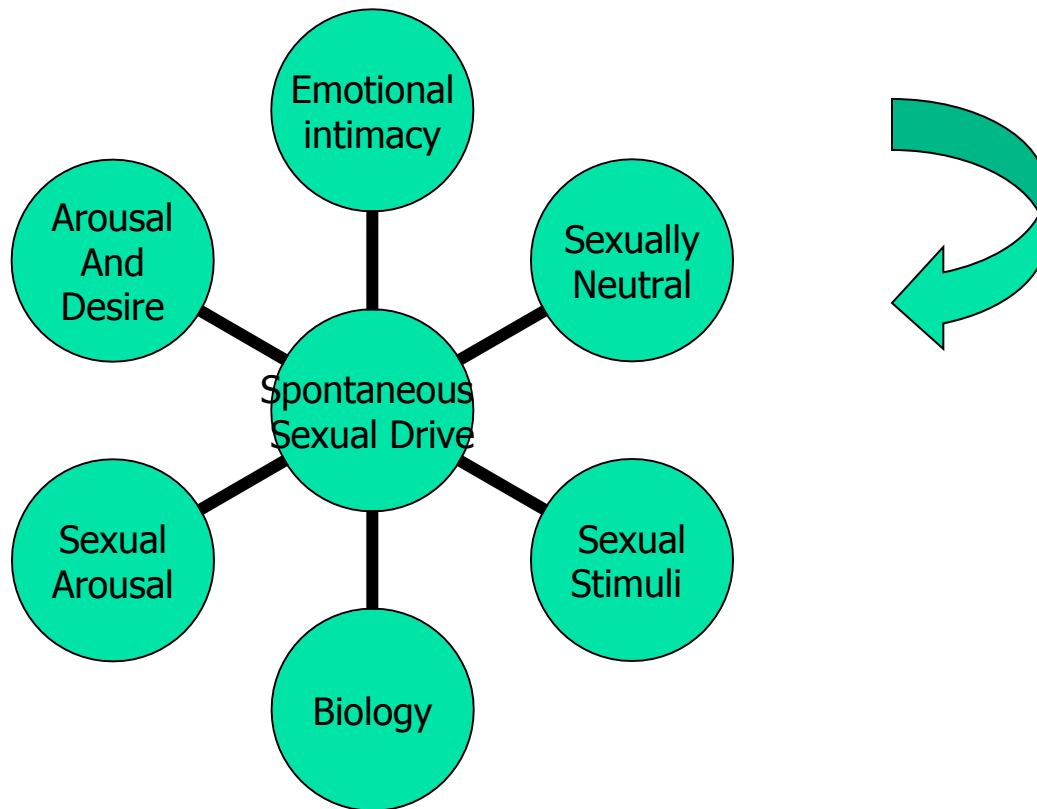 Emotional
intimacy
Arousal
And
Desire
Sexually
Neutral
Spontaneous
Sexual Drive
Sexual
Arousal
Sexual
Stimuli
Biology